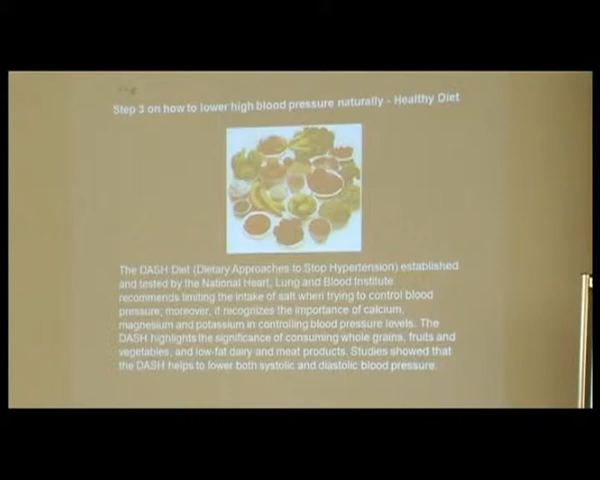 Step 3 on how to lower high blood pressure naturally - Healthy Diet
The DASH Diet (Dietary Approaches to Stop Hypertension) established
and tested by the National Heart, Lung and Blood Institute
recommends limiting the intake of salt when trying to control blood
pressure; moreover, it recognizes the importance of calcium,
magnesium and potassium in controlling blood pressure levels. The
DASH highlights the significance of consuming whole grains, fruits and
vegetables, and low-fat dairy and meat products. Studies showed that
the DASH helps to lower both systolic and diastolic blood pressure.